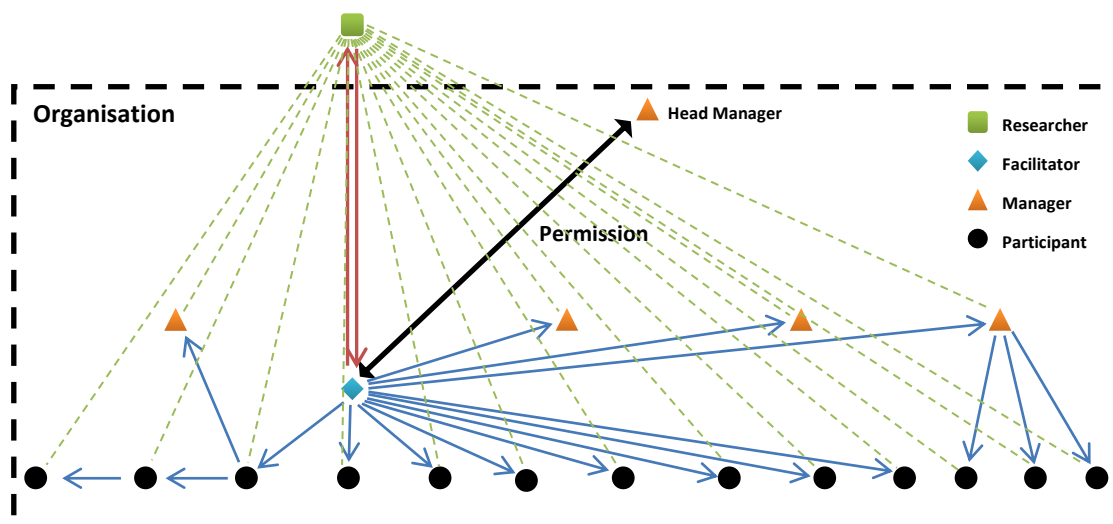 Organisation
Head Manager
Permission
Researcher
Facilitator
Manager
Participant